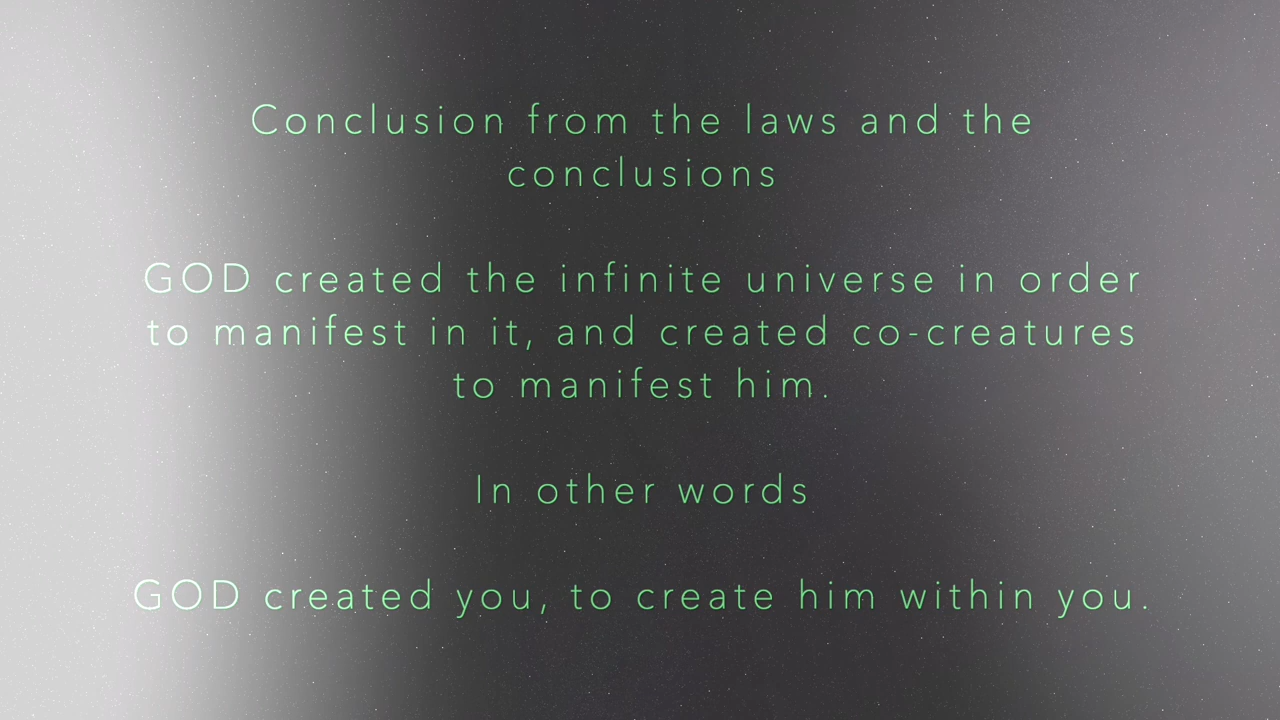 Conclusion from the laws and the
conclusions
GOD created the infinite universe in order
to manifest in it, and created co-creatures
to manifest him.
In other words
GOD created you, to create him within you.